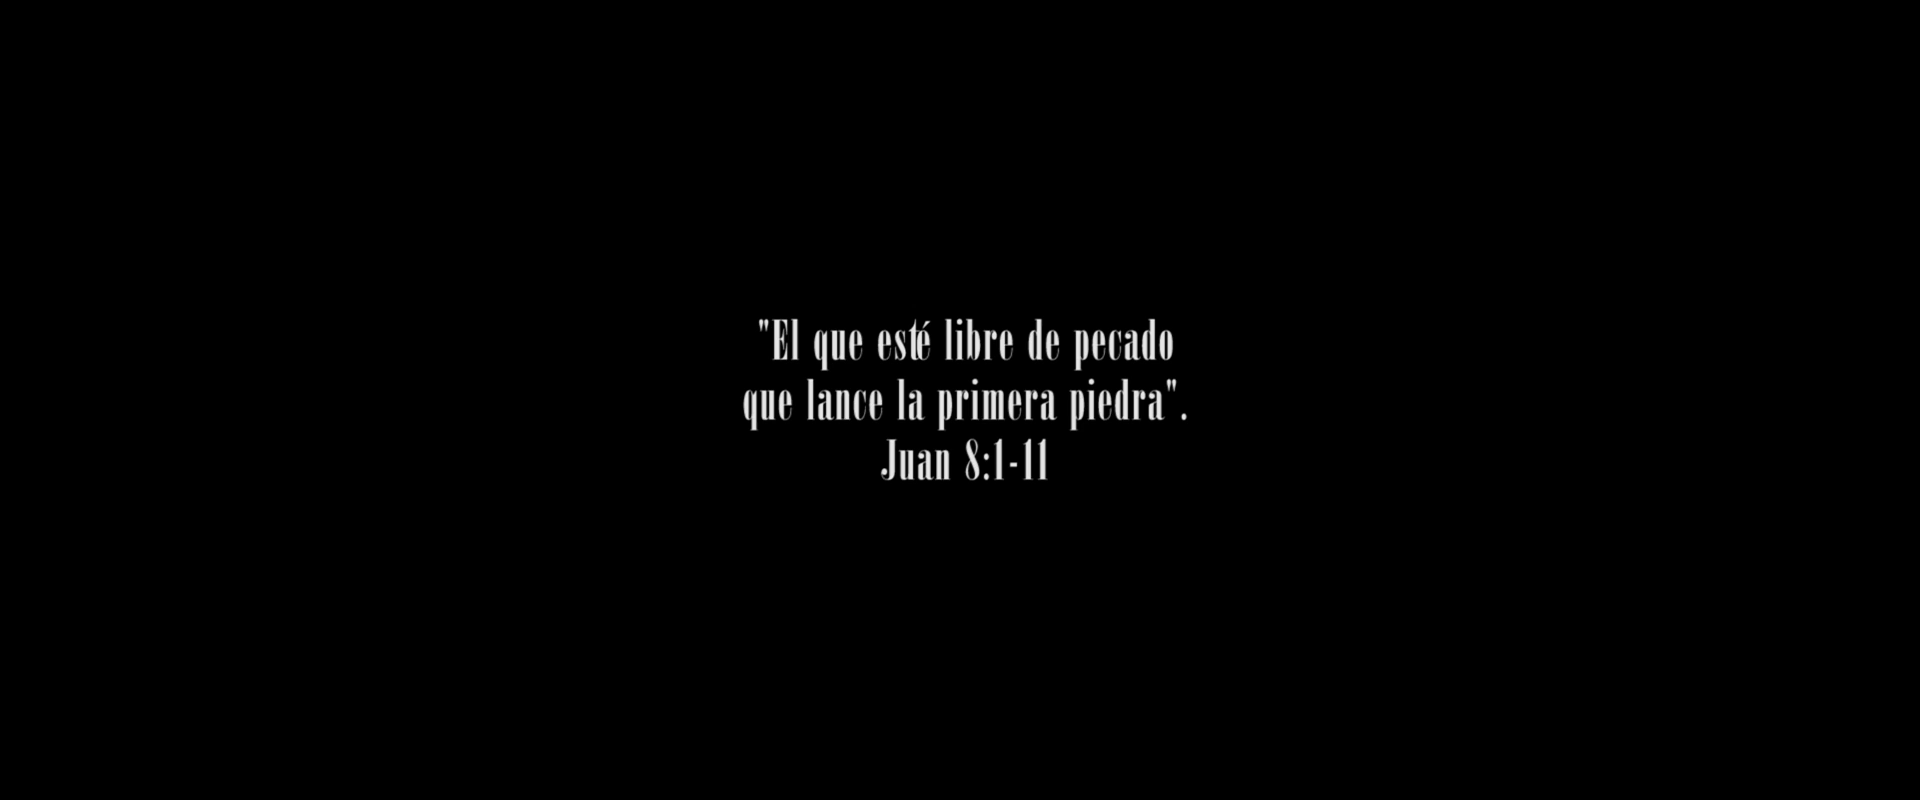 "El que esté libre de pecado
que lance la primera piedra".
Juan 8:1-11